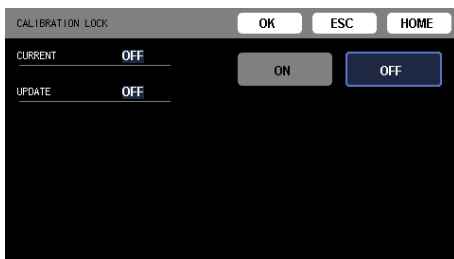 CALIBRATION LOCK OK ESC HOME
CURRENT OFF
ON OFF
UPDATE OFF